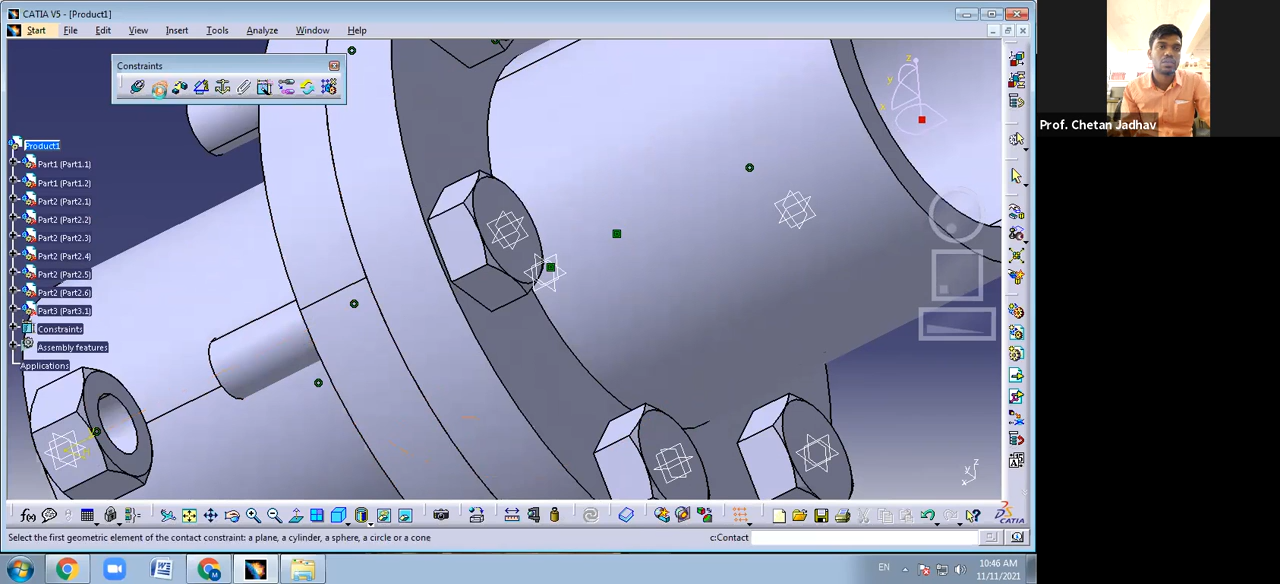 CATIA V5 - [Product1]
Start File Edit View Insert Tools Analyze Window Help
Constraints
z
y
x
Prof. Chetan Jadhav
Product1
Part1 (Part1.1)
Part1 (Part1.2)
Part2 (Part2.1)
Part2 (Part2.2)
Part2 (Part2.3)
Part2 (Part2.4)
Part2 (Part2.5)
Part2 (Part2.6)
Part3 (Part3.1)
Constraints
Assembly features
Applications
f(x)
CATIA
Select the first geometric element of the contact constraint: a plane, a cylinder, a sphere, a circle or a cone
c:Contact
EN
10:46 AM
11/11/2021